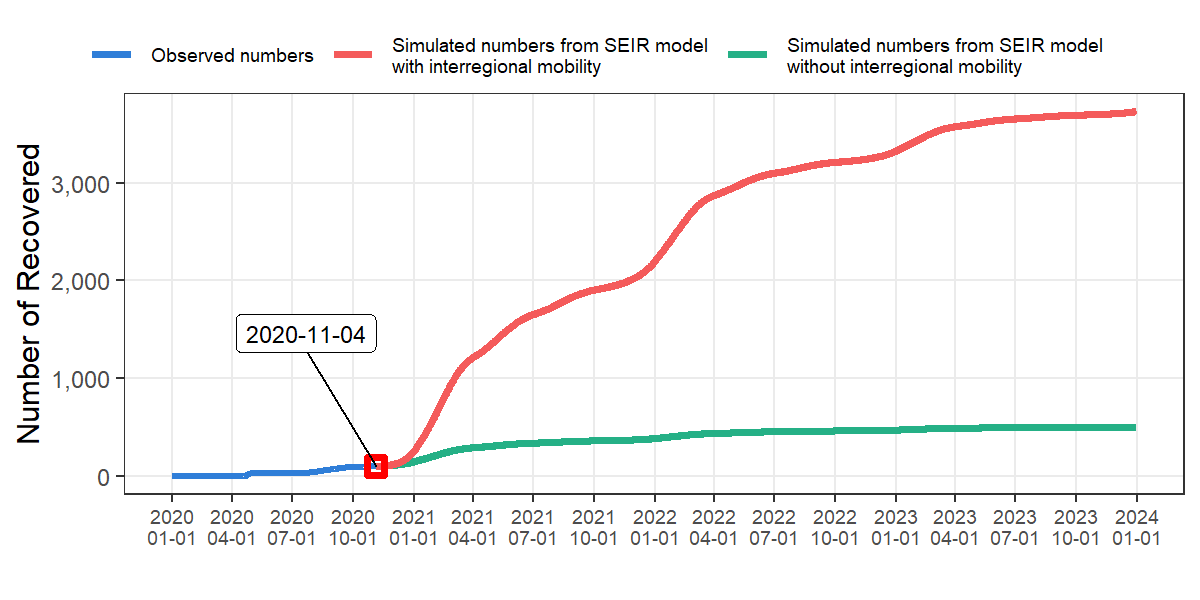 Observed numbers
Simulated numbers from SEIR model
with interregional mobility
Simulated numbers from SEIR model
without interregional mobility
Number of Recovered
3,000
2,000
1,000
0
2020-11-04
2020 2020 2020 2020 2021 2021 2021 2021 2022 2022 2022 2022 2023 2023 2023 2023 2024
01-01 04-01 07-01 10-01 01-01 04-01 07-01 10-01 01-01 04-01 07-01 10-01 01-01 04-01 07-01 10-01 01-01